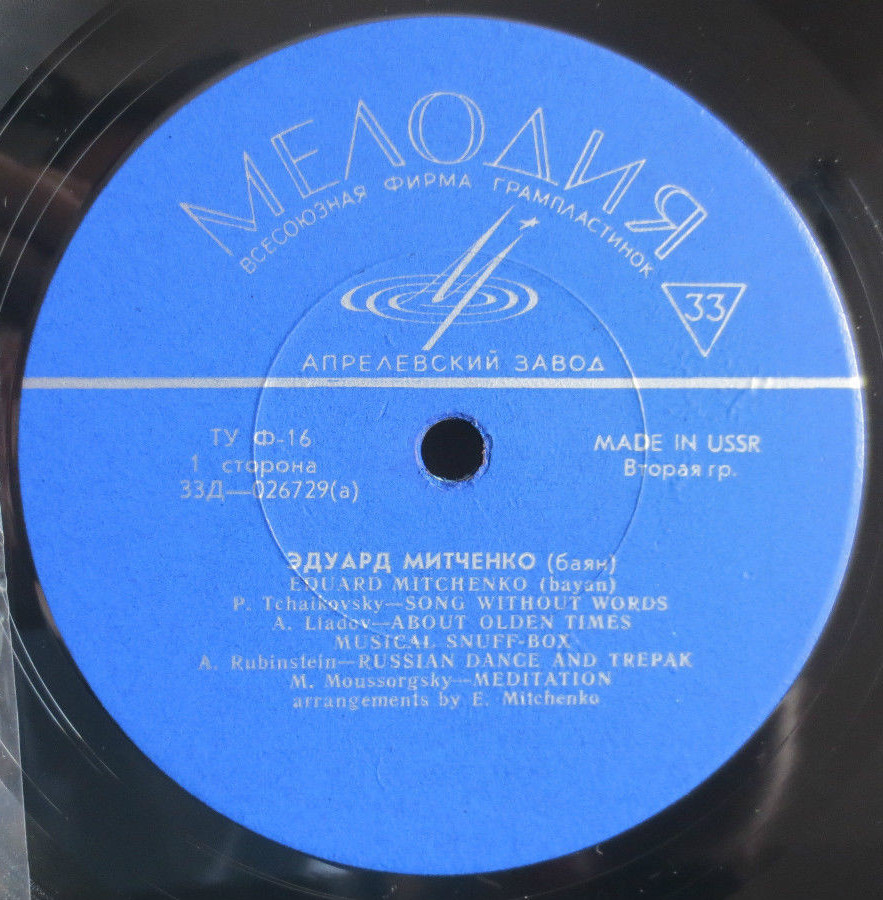 МЕЛОДИЯ
ВСЕСОЮЗНАЯ ФИРМА ГРАМПЛАСТИНОК
33
АПРЕЛЕВСКИЙ ЗАВОД
ТУ Ф-16
1 сторона
33Д—026729(а)
MADE IN USSR
Вторая гр.
ЭДУАРД МИТЧЕНКО (баян)
EDUARD MITCHENKO (bayan)
P. Tchaikovsky—SONG WITHOUT WORDS
A. Liadov—ABOUT OLDEN TIMES
MUSICAL SNUFF-BOX
A. Rubinstein—RUSSIAN DANCE AND TREPAK
M. Moussorgsky—MEDITATION
arrangements by E. Mitchenko